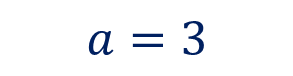 a = 3